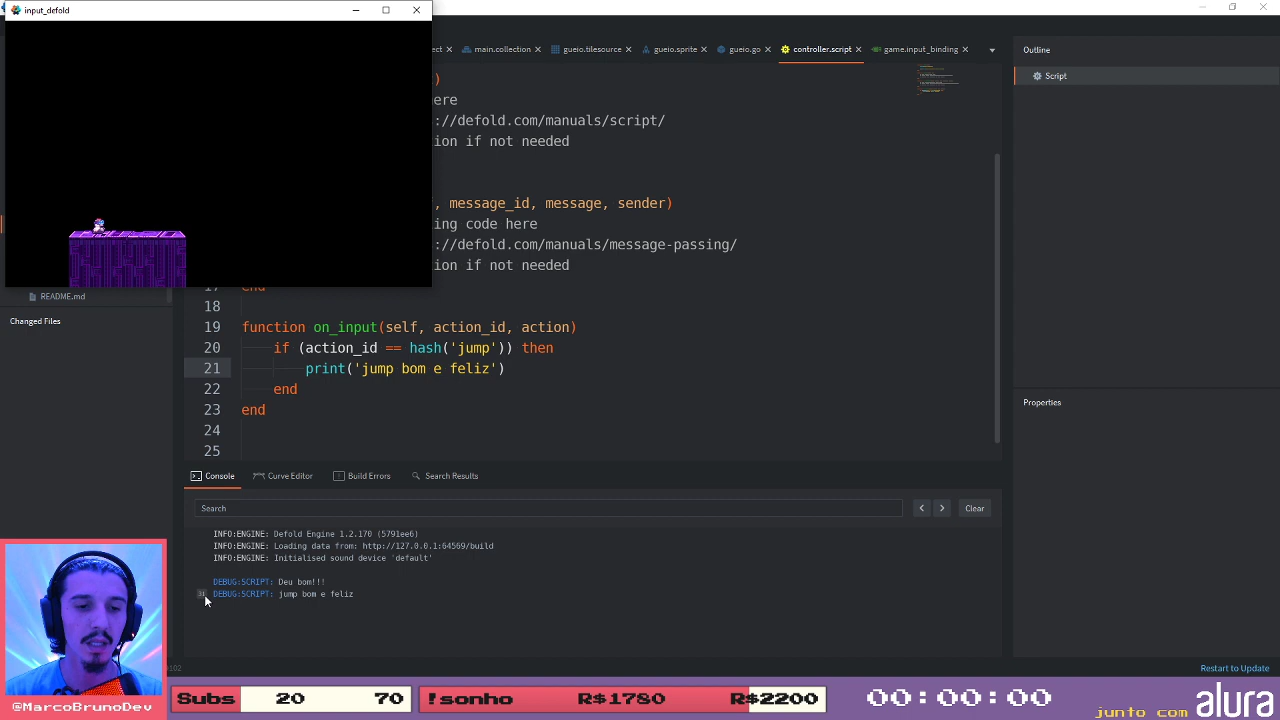 input_defold
ect
main.collection
gueio.tilesource
gueio.sprite
gueio.go
controller.script
game.input_binding
Outline
Script
)
ere
://defold.com/manuals/script/
ion if not needed
, message_id, message, sender)
ing code here
://defold.com/manuals/message-passing/
ion if not needed
17 end
18
19 function on_input(self, action_id, action)
20 if (action_id == hash('jump')) then
21 print('jump bom e feliz')
22 end
23 end
24
25
README.md
Changed Files
Properties
Console Curve Editor Build Errors Search Results
Search
Clear
INFO:ENGINE: Defold Engine 1.2.170 (5791ee6)
INFO:ENGINE: Loading data from: http://127.0.0.1:64569/build
INFO:ENGINE: Initialised sound device 'default'
DEBUG:SCRIPT: Deu bom!!!
DEBUG:SCRIPT: jump bom e feliz
Restart to Update
@MarcoBrunoDev
Subs 20 70
!sonho R$1780 R$2200
00:00:00
junto com alura